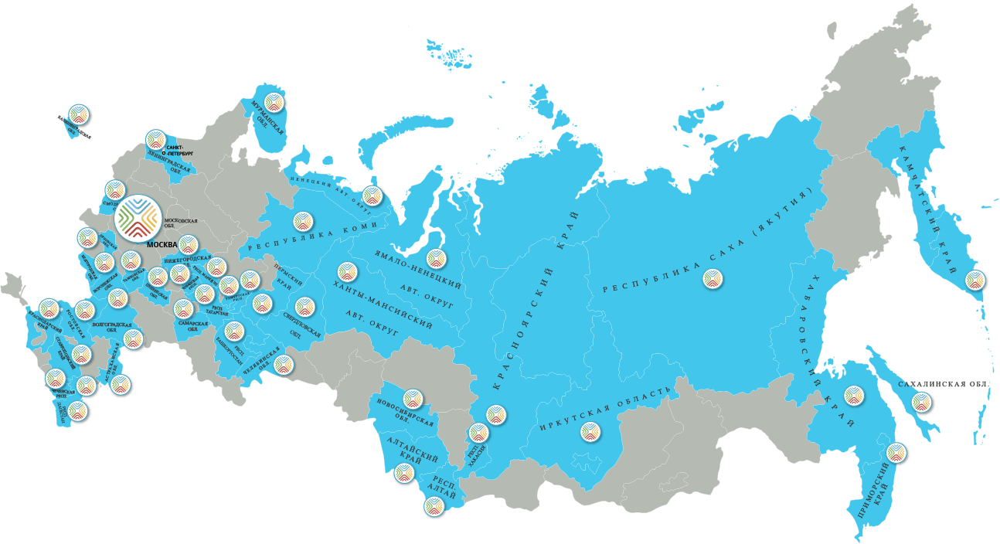 МУРМАНСКАЯ
ОБЛ.
КАЛИНИНГРАДСКАЯ
ОБЛ.
САНКТ-
-ПЕТЕРБУРГ
ЛЕНИНГРАДСКАЯ
ОБЛ.
НЕНЕЦКИЙ АВТ. ОКРУГ
МОСКОВСКАЯ
ОБЛ.
МОСКВА
РЕСПУБЛИКА КОМИ
НИЖЕГОРОДСКАЯ
ПЕРМСКИЙ
КРАЙ
ЯМАЛО-НЕНЕЦКИЙ
АВТ. ОКРУГ
ХАНТЫ-МАНСИЙСКИЙ
АВТ. ОКРУГ
КРАСНОЯРСКИЙ КРАЙ
РЕСПУБЛИКА САХА (ЯКУТИЯ)
КАМЧАТСКИЙ КРАЙ
ХАБАРОВСКИЙ КРАЙ
ВОРОНЕЖСКАЯ
ОБЛ.
РЕСП.
ТАТАРСТАН
САМАРСКАЯ
ОБЛ.
СВЕРДЛОВСКАЯ
ОБЛ.
КРАСНОДАРСКИЙ
КРАЙ
РОСТОВСКАЯ
ОБЛ.
ВОЛГОГРАДСКАЯ
ОБЛ.
СТАВРОПОЛЬСКИЙ
КРАЙ
АСТРАХАНСКАЯ
ОБЛ.
РЕСП.
БАШКОРТОСТАН
ЧЕЛЯБИНСКАЯ
ОБЛ.
РЕСП.
ДАГЕСТАН
НОВОСИБИРСКАЯ
ОБЛ.
АЛТАЙСКИЙ
КРАЙ
РЕСП.
АЛТАЙ
РЕСП.
ХАКАСИЯ
ИРКУТСКАЯ ОБЛАСТЬ
САХАЛИНСКАЯ ОБЛ.
ПРИМОРСКИЙ
КРАЙ